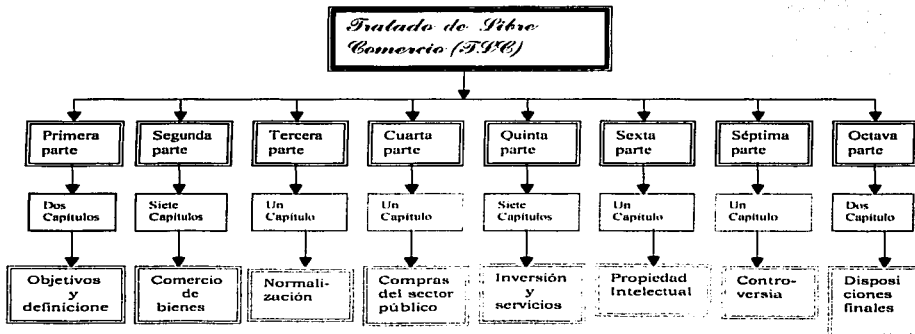 Tratado de Libre
Comercio (TLC)
Primera
parte
Segunda
parte
Tercera
parte
Cuarta
parte
Quinta
parte
Sexta
parte
Séptima
parte
Octava
parte
Dos
Capítulos
Siete
Capítulos
Un
Capítulo
Un
Capítulo
Siete
Capítulos
Un
Capítulo
Un
Capítulo
Dos
Capítulos
Objetivos
y
definicione
Comercio
de
bienes
Normali-
zución
Compras
del sector
público
Inversión
y
servicios
Propiedad
Intelectual
Contro-
versia
Disposi
ciones
finales